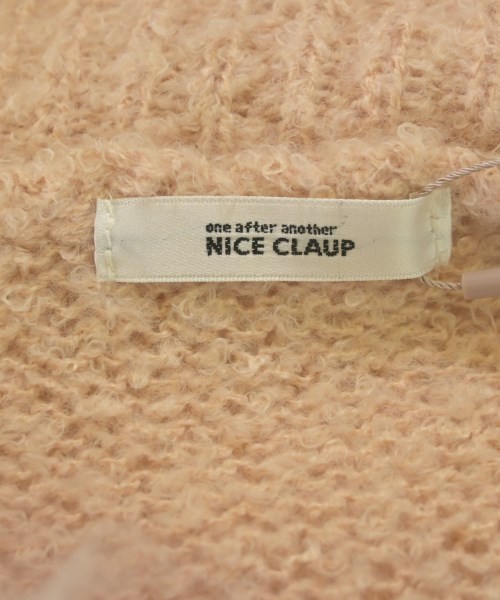 one after another
NICE CLAUP